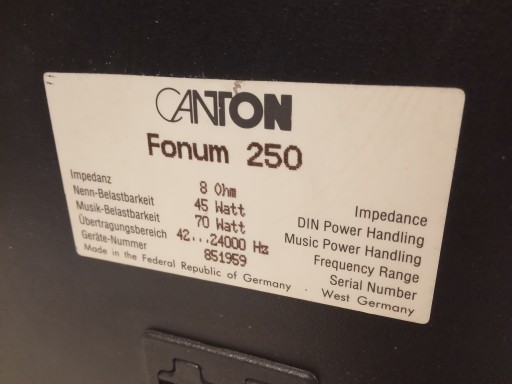 CANTON
Fonum 250
Impedanz 8 Ohm Impedance
Nenn-Belastbarkeit 45 Watt DIN Power Handling
Musik-Belastbarkeit 70 Watt Music Power Handling
Übertragungsbereich 42...24000 Hz Frequency Range
Geräte-Nummer 851959 Serial Number
Made in the Federal Republic of Germany · West Germany